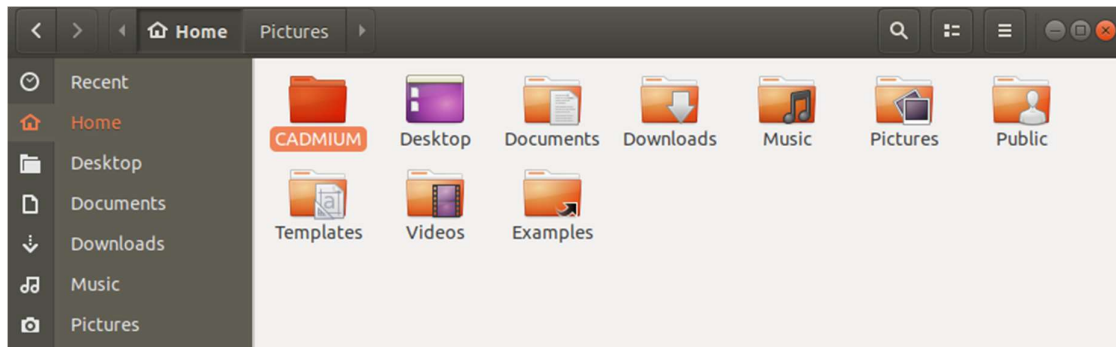 Home Pictures
Recent
Home
Desktop
Documents
Downloads
Music
Pictures
CADMIUM Desktop Documents Downloads Music Pictures Public
Templates Videos Examples